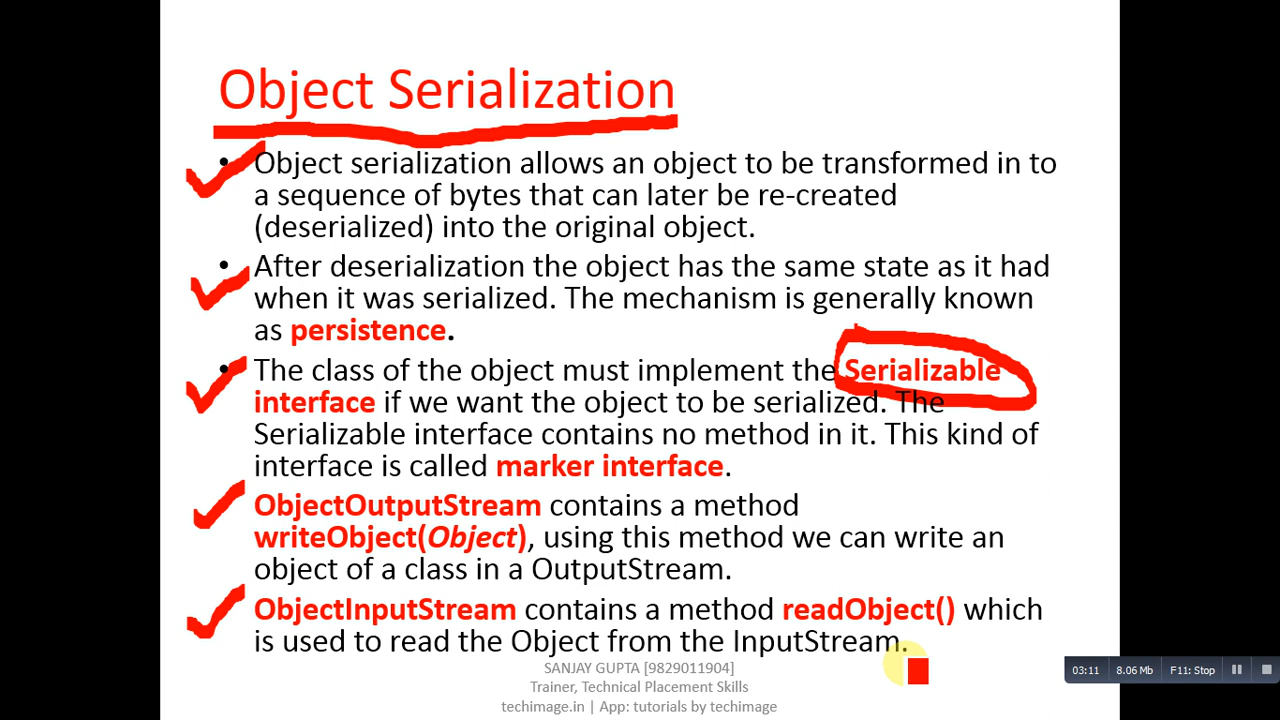 Object Serialization
• Object serialization allows an object to be transformed in to
a sequence of bytes that can later be re-created
(deserialized) into the original object.
• After deserialization the object has the same state as it had
when it was serialized. The mechanism is generally known
as persistence.
• The class of the object must implement the Serializable
interface if we want the object to be serialized. The
Serializable interface contains no method in it. This kind of
interface is called marker interface.
ObjectOutputStream contains a method
writeObject(Object), using this method we can write an
object of a class in a OutputStream.
ObjectInputStream contains a method readObject() which
is used to read the Object from the InputStream.
SANJAY GUPTA [9829011904]
Trainer, Technical Placement Skills
techimage.in | App: tutorials by techimage
03:11 8.06 Mb F11: Stop